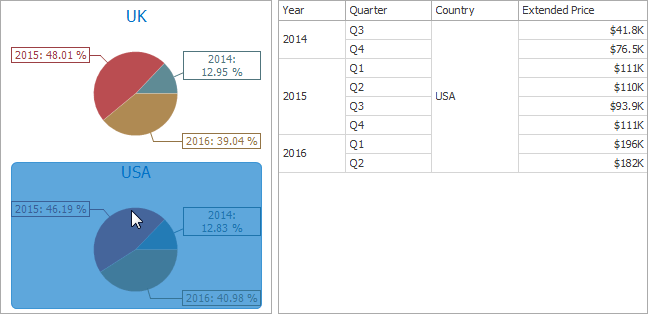 UK
2015: 48.01 %
2014:
12.95 %
2016: 39.04 %
USA
2015: 46.19 %
2014:
12.83 %
2016: 40.98 %
Year Quarter Country Extended Price
2014 Q3 USA $41.8K
Q4 $76.5K
2015 Q1 $111K
Q2 $110K
Q3 $93.9K
Q4 $111K
2016 Q1 $196K
Q2 $182K